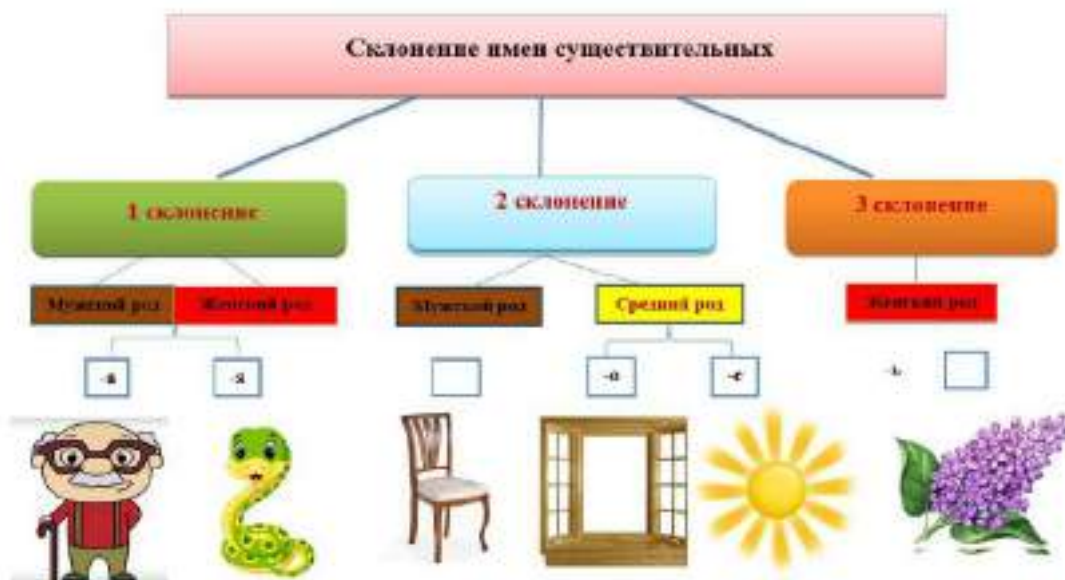 Склонение имен существительных
1 склонение
2 склонение
3 склонение
Мужской род
Женский род
Мужской род
Средний род
Женский род
-а
-я
-о
-е
-ь